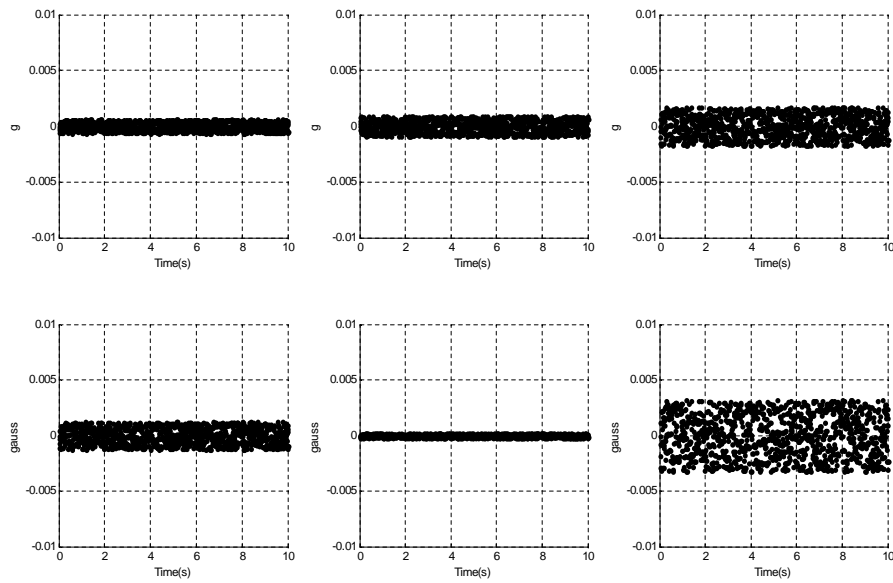 0.01 0.01 0.01
0.005 0.005 0.005
g 0 g 0 g 0
-0.005 -0.005 -0.005
-0.01 -0.01 -0.01
0 2 4 6 8 10 0 2 4 6 8 10 0 2 4 6 8 10
Time(s) Time(s) Time(s)
0.01 0.01 0.01
0.005 0.005 0.005
gauss 0 gauss 0 gauss 0
-0.005 -0.005 -0.005
-0.01 -0.01 -0.01
0 2 4 6 8 10 0 2 4 6 8 10 0 2 4 6 8 10
Time(s) Time(s) Time(s)